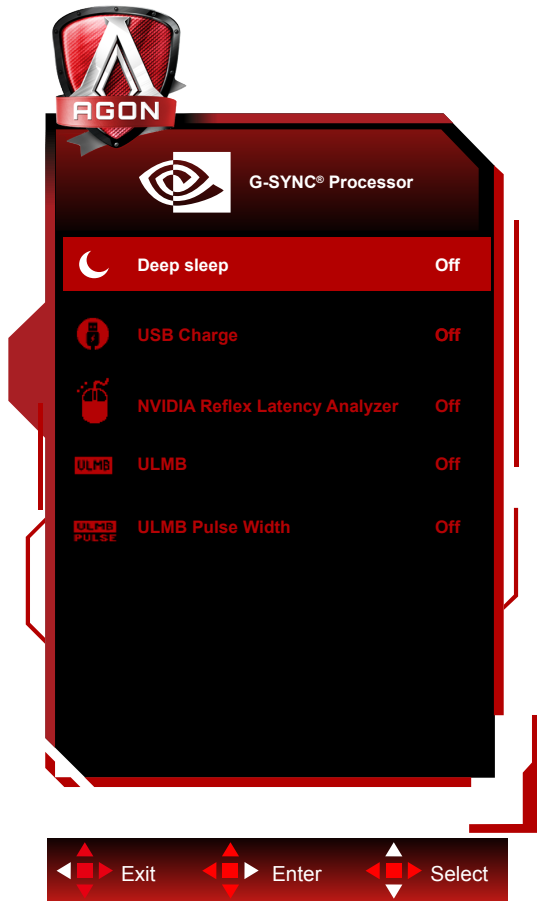 AGON
G-SYNC® Processor
Deep sleep Off
USB Charge Off
NVIDIA Reflex Latency Analyzer Off
ULMB ULMB Off
ULMB PULSE ULMB Pulse Width Off
Exit Enter Select